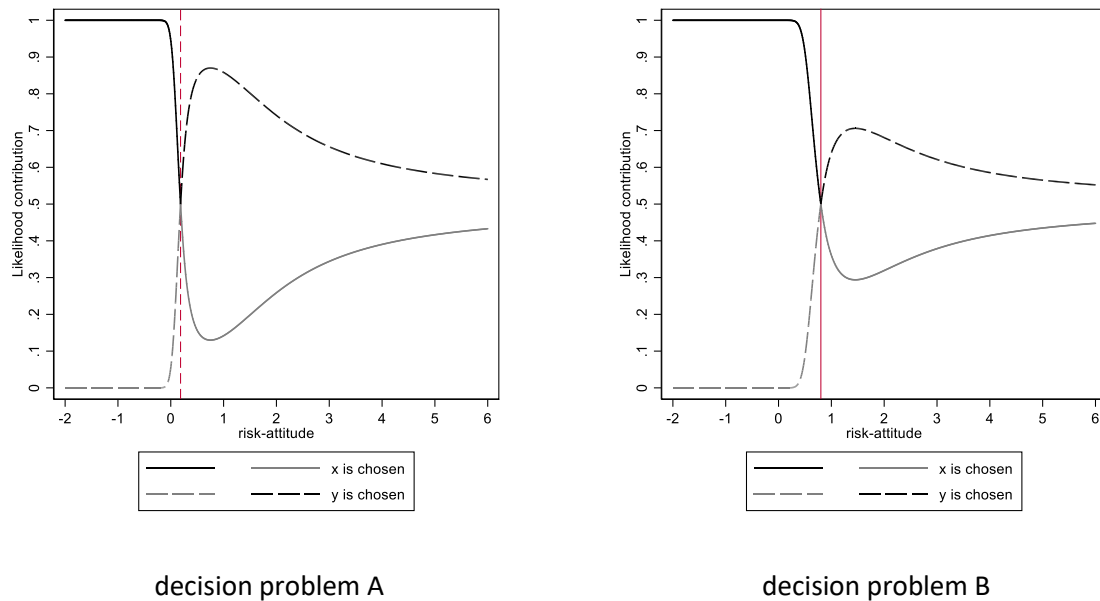 Likelihood contribution
1
.9
.8
.7
.6
.5
.4
.3
.2
.1
0
-2 -1 0 1 2 3 4 5 6
risk-attitude
x is chosen
y is chosen
decision problem A
Likelihood contribution
1
.9
.8
.7
.6
.5
.4
.3
.2
.1
0
-2 -1 0 1 2 3 4 5 6
risk-attitude
x is chosen
y is chosen
decision problem B